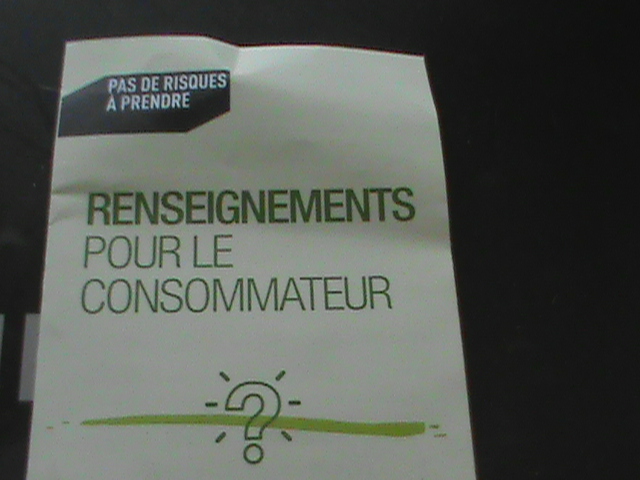 PAS DE RISQUES
À PRENDRE
RENSEIGNEMENTS
POUR LE
CONSOMMATEUR
?